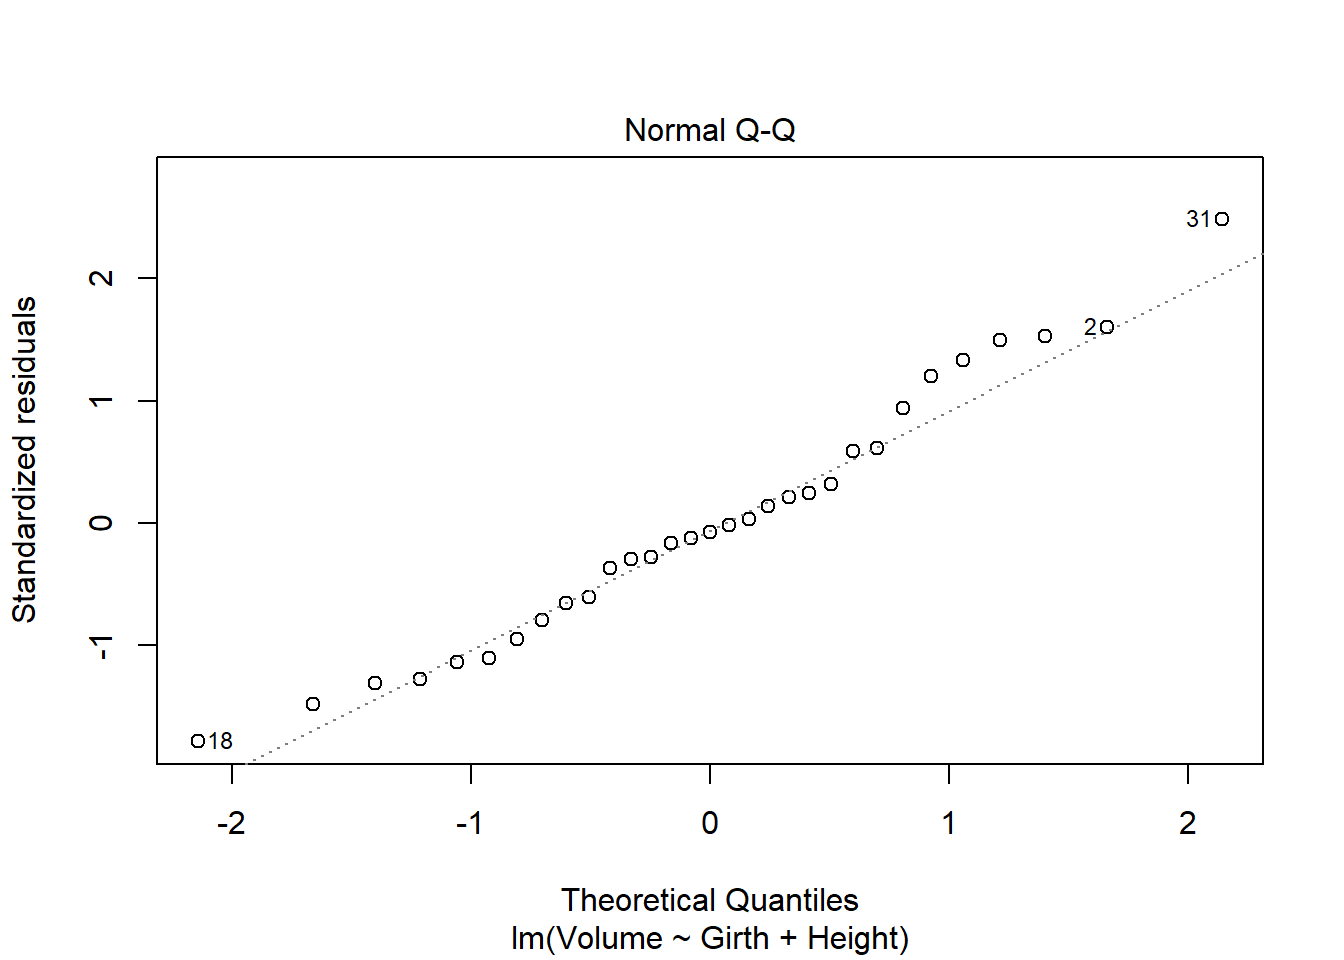 Normal Q-Q
Standardized residuals
2
1
0
-1
31
2
18
-2 -1 0 1 2
Theoretical Quantiles
lm(Volume ~ Girth + Height)